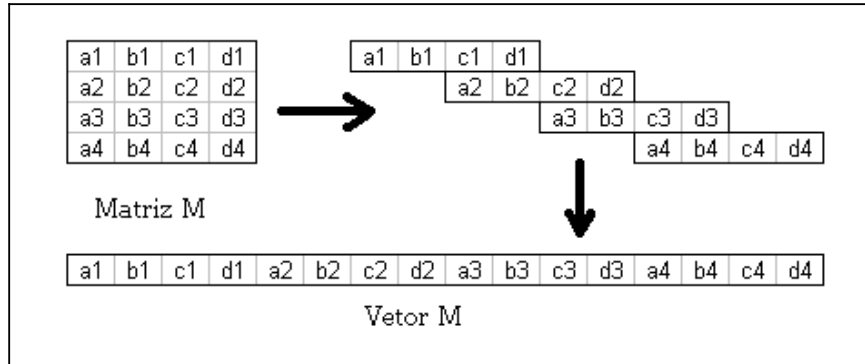 a1 b1 c1 d1
a2 b2 c2 d2
a3 b3 c3 d3
a4 b4 c4 d4
Matriz M
a1 b1 c1 d1
a2 b2 c2 d2
a3 b3 c3 d3
a4 b4 c4 d4
a1 b1 c1 d1 a2 b2 c2 d2 a3 b3 c3 d3 a4 b4 c4 d4
Vetor M